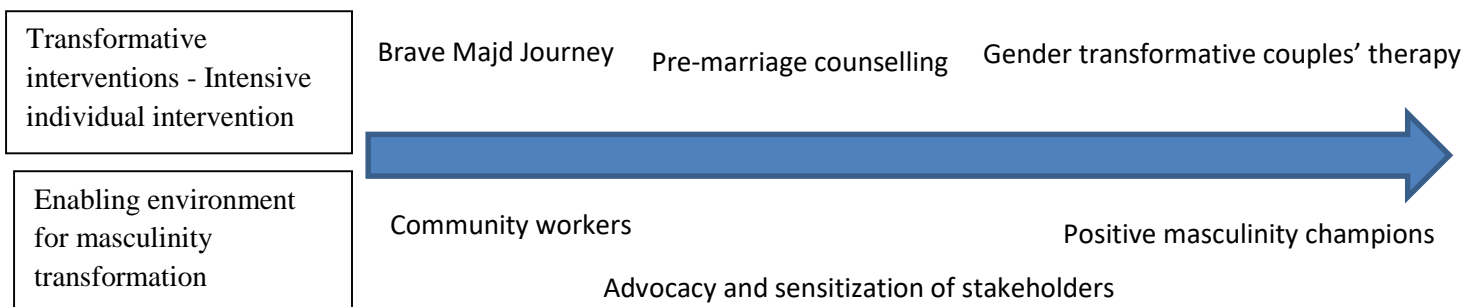 Transformative
interventions - Intensive
individual intervention
Brave Majd Journey
Pre-marriage counselling
Gender transformative couples’ therapy
Enabling environment
for masculinity
transformation
Community workers
Positive masculinity champions
Advocacy and sensitization of stakeholders